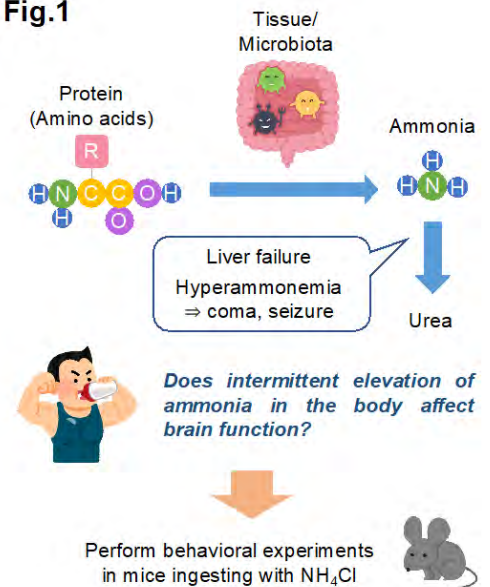 Fig.1
Tissue/
Microbiota
Protein
(Amino acids)
Ammonia
R
H N C C O H
H O
H
H N H
Liver failure
Hyperammonemia
⇒ coma, seizure
Urea
Does intermittent elevation of
ammonia in the body affect
brain function?
Perform behavioral experiments
in mice ingesting with NH₄Cl